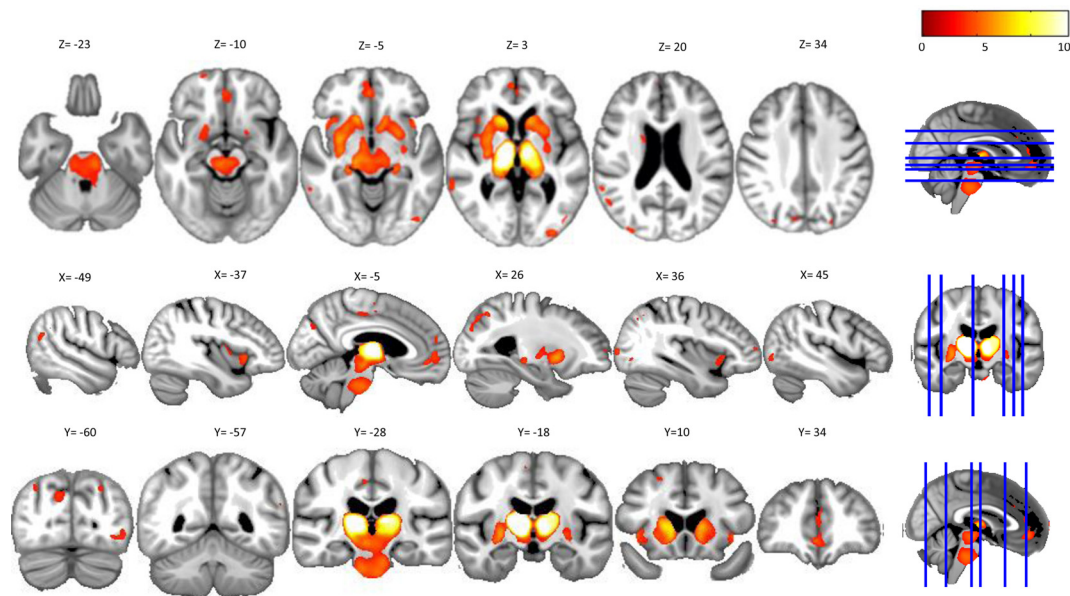 Z= -23 Z= -10 Z= -5 Z= 3 Z= 20 Z= 34
0 5 10
X= -49 X= -37 X= -5 X= 26 X= 36 X= 45
Y= -60 Y= -57 Y= -28 Y= -18 Y=10 Y= 34